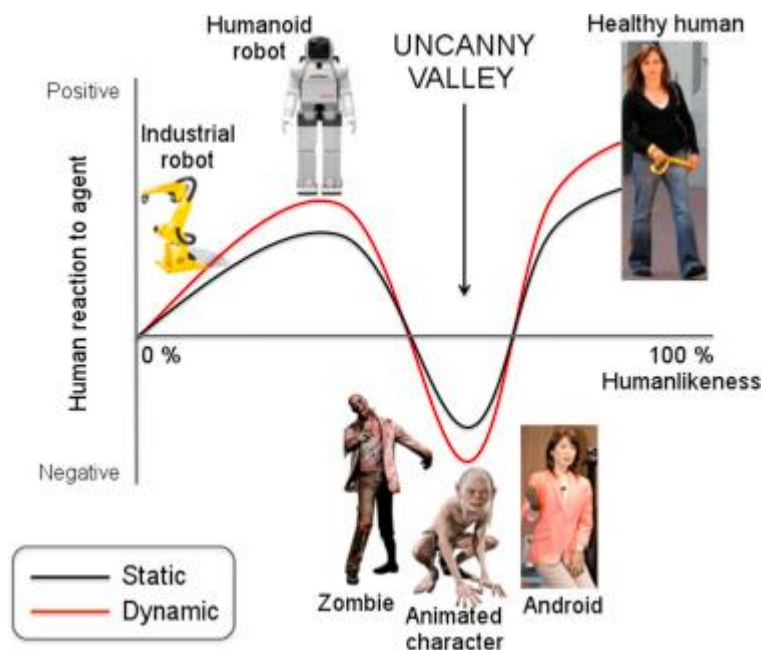 Humanoid
robot
UNCANNY
VALLEY
Healthy human
Positive
Industrial
robot
Human reaction to agent
0 %
100 %
Humanlikeness
Negative
Static
Dynamic
Zombie
Animated
character
Android